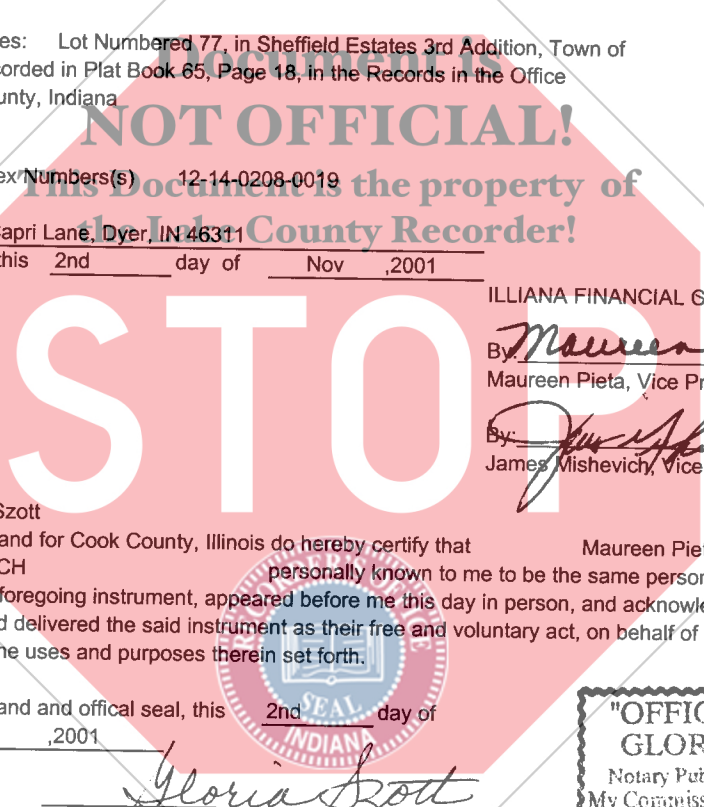 es: Lot Numbered 77, in Sheffield Estates 3rd Addition, Town of
Document is
orded in Plat Book 65, Page 18, in the Records in the Office
unty, Indiana
NOT OFFICIAL!
ex Numbers(s) 12-14-0208-0019
This Document is the property of
apri Lane, Dyer, IN 46311
the Lake County Recorder!
this 2nd day of Nov ,2001
ILLIANA FINANCIAL G
STOP
By: Maureen
Maureen Pieta, Vice Pr
By:
James Mishevich, Vice
Szott
and for Cook County, Illinois do hereby certify that Maureen Piet
CH personally known to me to be the same person
foregoing instrument, appeared before me this day in person, and acknowle
d delivered the said instrument as their free and voluntary act, on behalf of
he uses and purposes therein set forth.
RECORDER'S OFFICE
SEAL
INDIANA
and and offical seal, this 2nd day of
,2001
"OFFIC
GLOR
Notary Pub
My Commiss
Gloria Szott